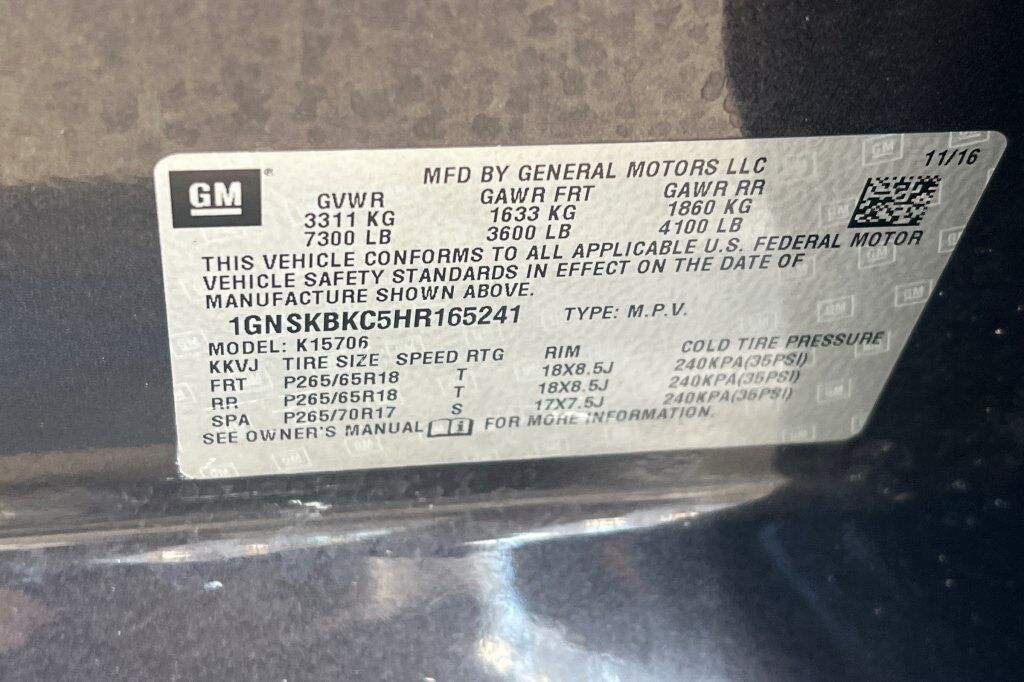 GM
MFD BY GENERAL MOTORS LLC 11/16
GVWR GAWR FRT GAWR RR
3311 KG 1633 KG 1860 KG
7300 LB 3600 LB 4100 LB
THIS VEHICLE CONFORMS TO ALL APPLICABLE U.S. FEDERAL MOTOR
VEHICLE SAFETY STANDARDS IN EFFECT ON THE DATE OF
MANUFACTURE SHOWN ABOVE.
1GNSKBKC5HR165241 TYPE: M.P.V.
MODEL: K15706
KKVJ TIRE SIZE SPEED RTG RIM COLD TIRE PRESSURE
FRT P265/65R18 T 18X8.5J 240KPA(35PSI)
RR P265/65R18 T 18X8.5J 240KPA(35PSI)
SPA P265/70R17 S 17X7.5J 240KPA(35PSI)
SEE OWNER'S MANUAL FOR MORE INFORMATION.